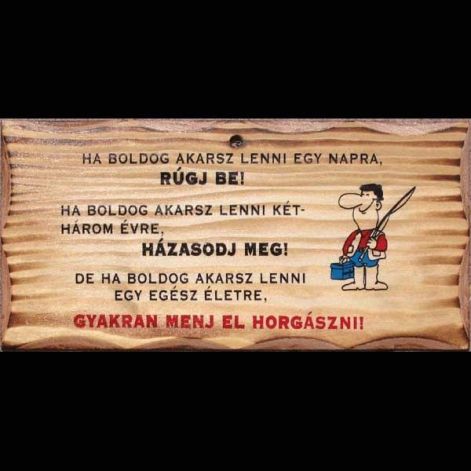 HA BOLDOG AKARSZ LENNI EGY NAPRA,
RÚGJ BE!
HA BOLDOG AKARSZ LENNI KÉT-
HÁROM ÉVRE,
HÁZASODJ MEG!
DE HA BOLDOG AKARSZ LENNI
EGY EGÉSZ ÉLETRE,
GYAKRAN MENJ EL HORGÁSZNI!